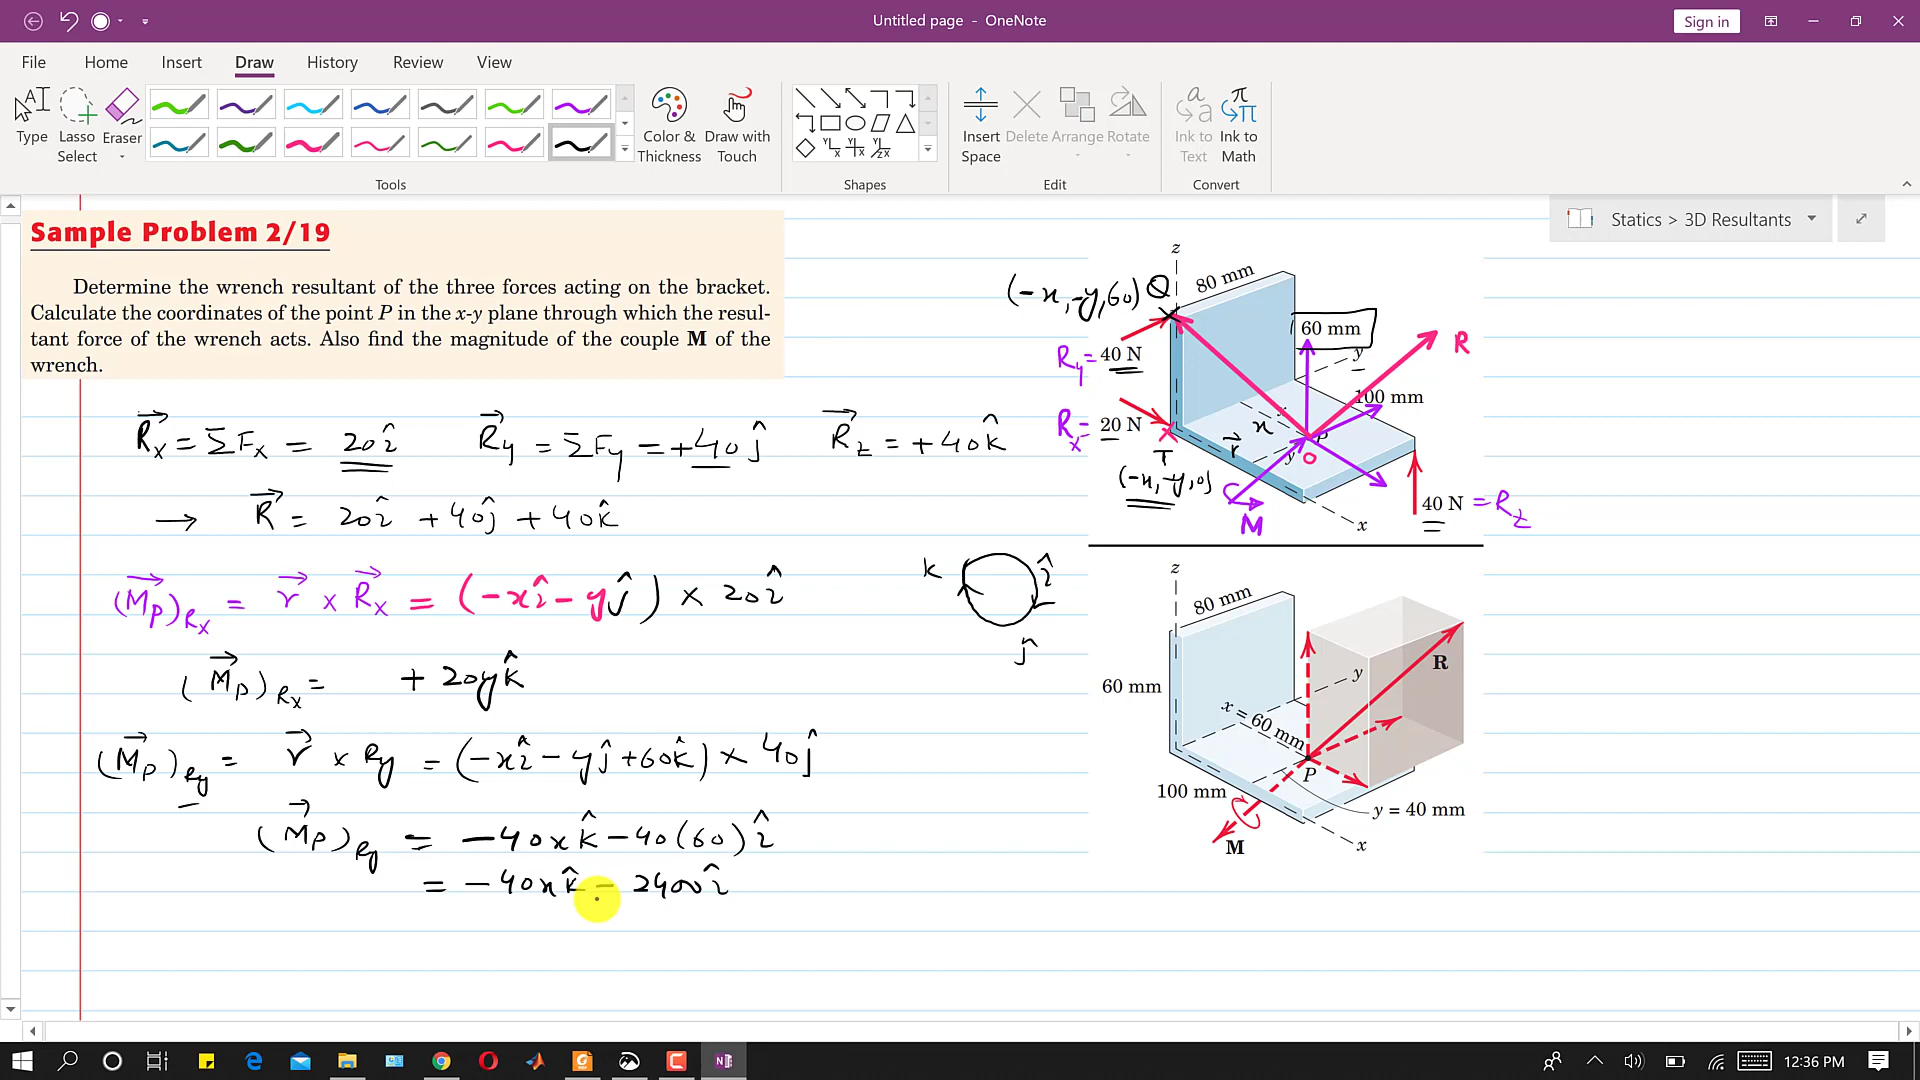 Untitled page - OneNote
Sign in
File Home Insert Draw History Review View
Type
Lasso Select
Eraser
Color & Thickness
Draw with Touch
Insert Space
Delete
Arrange
Rotate
Ink to Text
Ink to Math
Tools
Shapes
Edit
Convert
Statics > 3D Resultants
Sample Problem 2/19
Determine the wrench resultant of the three forces acting on the bracket.
Calculate the coordinates of the point P in the x-y plane through which the resul-
tant force of the wrench acts. Also find the magnitude of the couple M of the
wrench.
R⃗x = ΣFx = 20î R⃗y = ΣFy = +40ĵ R⃗z = +40k̂
→ R⃗ = 20î + 40ĵ + 40k̂
(M⃗p)Rx = r⃗ × R⃗x = (-xî - yĵ) × 20î
(M⃗p)Rx = + 20yk̂
(M⃗p)Ry = r⃗ × Ry = (-xî - yĵ + 60k̂) × 40ĵ
(M⃗p)Ry = -40xk̂ - 40(60)î
= -40xk̂ - 2400î
k î
ĵ
z
80 mm
(-x,-y,60) Q
60 mm
Ry = 40 N
y
R
100 mm
Rx = 20 N
x
P
r⃗
y
O
T
(-x,-y,0)
M
40 N = Rz
x
z
80 mm
R
60 mm
y
x = 60 mm
P
100 mm
y = 40 mm
M
x
12:36 PM